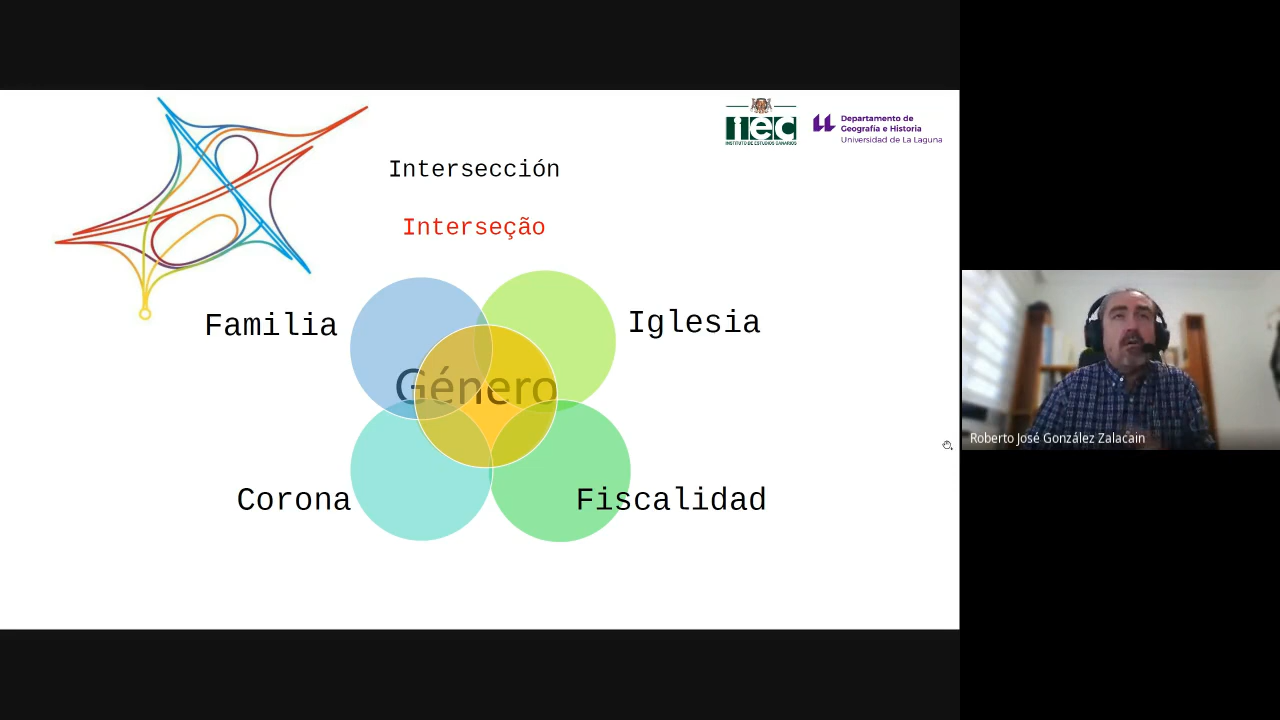 iec
INSTITUTO DE ESTUDIOS CANARIOS
Departamento de
Geografía e Historia
Universidad de La Laguna
Intersección
Interseção
Familia
Iglesia
Género
Corona
Fiscalidad
Roberto José González Zalacain